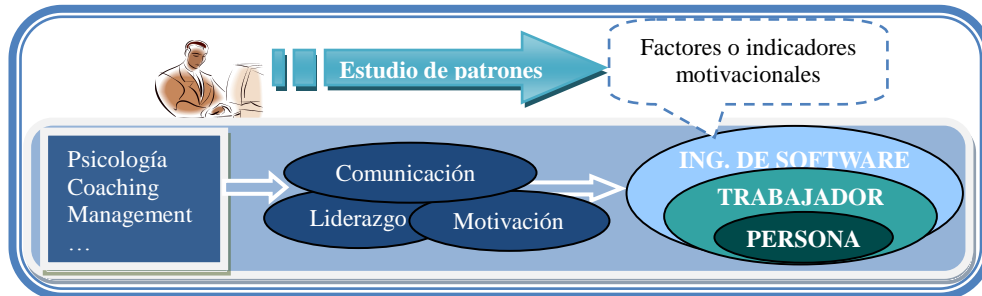 Estudio de patrones
Factores o indicadores
motivacionales
Psicología
Coaching
Management
…
Comunicación
Liderazgo
Motivación
ING. DE SOFTWARE
TRABAJADOR
PERSONA